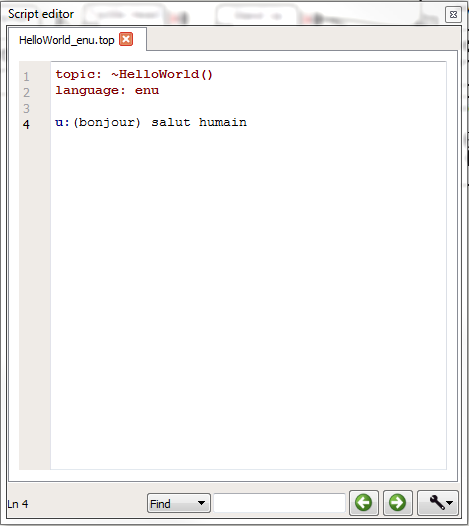 Script editor
HelloWorld_enu.top
1 topic: ~HelloWorld()
2 language: enu
3
4 u:(bonjour) salut humain
Ln 4
Find